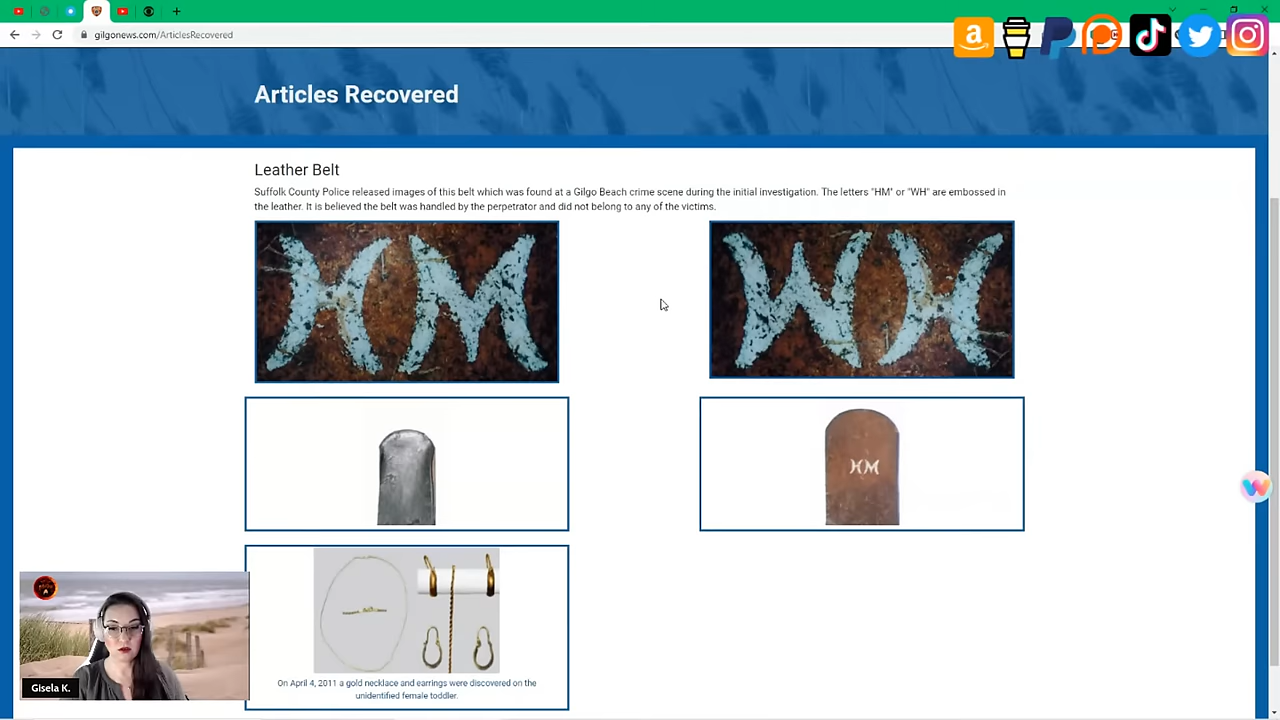 gilgonews.com/ArticlesRecovered
Articles Recovered
Leather Belt
Suffolk County Police released images of this belt which was found at a Gilgo Beach crime scene during the initial investigation. The letters "HM" or "WH" are embossed in
the leather. It is believed the belt was handled by the perpetrator and did not belong to any of the victims.
HM
WH
HM
On April 4, 2011 a gold necklace and earrings were discovered on the
unidentified female toddler.
Gisela K.